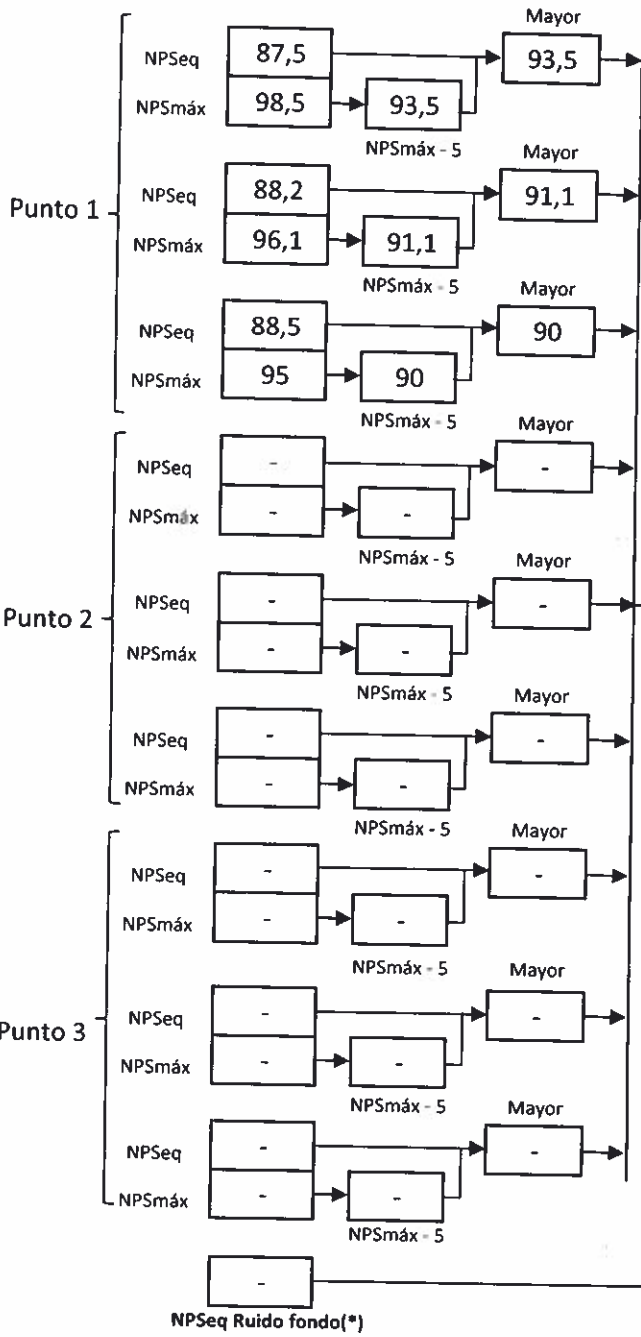 Mayor
NPSeq 87,5 93,5
NPSmáx 98,5 93,5
NPSmáx - 5
Mayor
NPSeq 88,2 91,1
Punto 1
NPSmáx 96,1 91,1
NPSmáx - 5
Mayor
NPSeq 88,5 90
NPSmáx 95 90
NPSmáx - 5
Mayor
NPSeq - -
NPSmáx - -
NPSmáx - 5
Mayor
NPSeq - -
Punto 2
NPSmáx - -
NPSmáx - 5
Mayor
NPSeq - -
NPSmáx - -
NPSmáx - 5
Mayor
NPSeq - -
NPSmáx - -
NPSmáx - 5
Mayor
NPSeq - -
Punto 3
NPSmáx - -
NPSmáx - 5
Mayor
NPSeq - -
NPSmáx - -
NPSmáx - 5
-
NPSeq Ruido fondo(*)